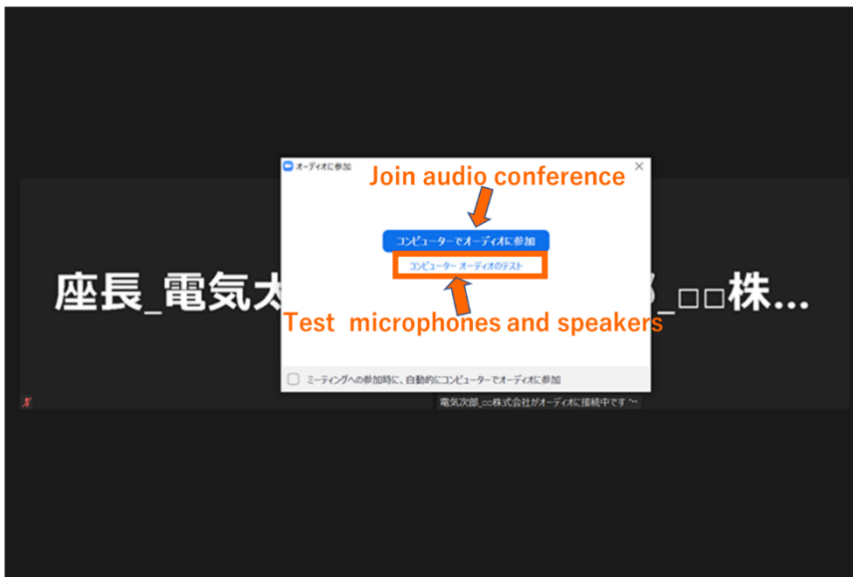 オーディオに参加
Join audio conference
コンピューターでオーディオに参加
コンピューター オーディオのテスト
座長_電気太
部_□□株...
Test microphones and speakers
ミーティングへの参加時に、自動的にコンピューターでオーディオに参加
電気次郎_□□株式会社がオーディオに接続中です